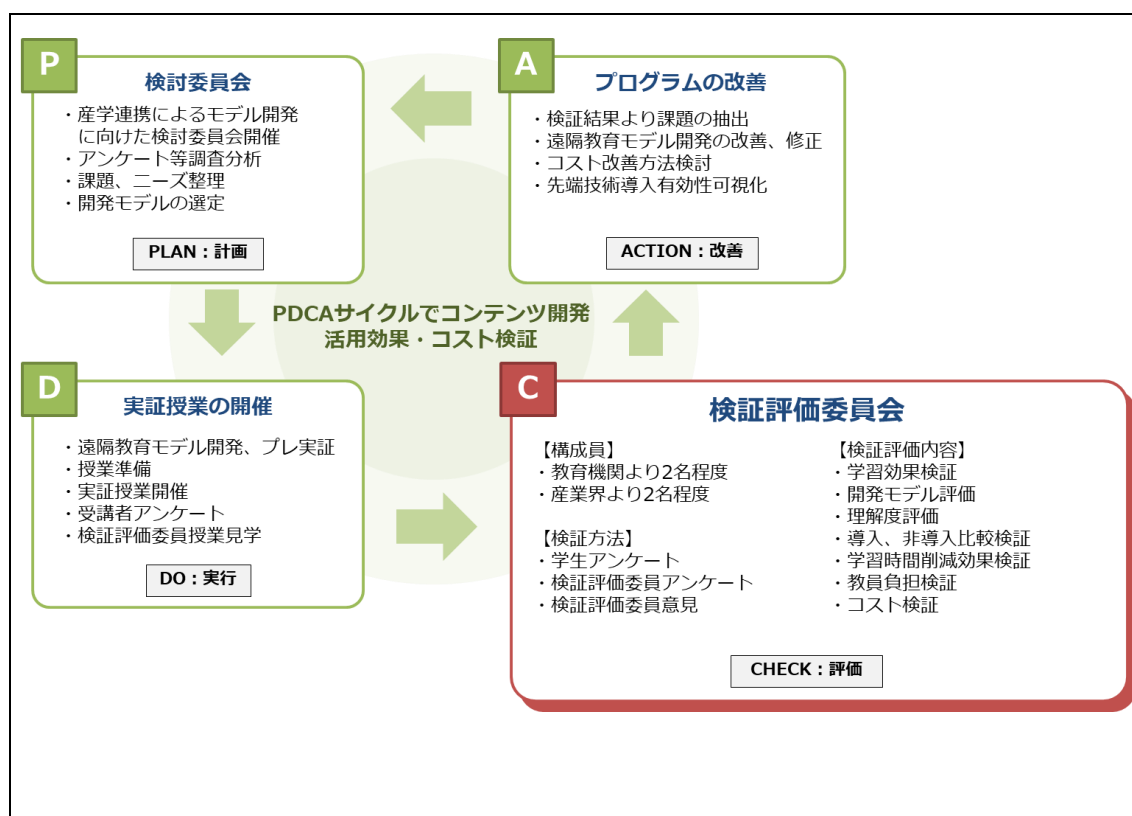 P
検討委員会
・産学連携によるモデル開発
に向けた検討委員会開催
・アンケート等調査分析
・課題、ニーズ整理
・開発モデルの選定
PLAN：計画
A
プログラムの改善
・検証結果より課題の抽出
・遠隔教育モデル開発の改善、修正
・コスト改善方法検討
・先端技術導入有効性可視化
ACTION：改善
PDCAサイクルでコンテンツ開発
活用効果・コスト検証
D
実証授業の開催
・遠隔教育モデル開発、プレ実証
・授業準備
・実証授業開催
・受講者アンケート
・検証評価委員授業見学
DO：実行
C
検証評価委員会
【構成員】
・教育機関より2名程度
・産業界より2名程度
【検証方法】
・学生アンケート
・検証評価委員アンケート
・検証評価委員意見
【検証評価内容】
・学習効果検証
・開発モデル評価
・理解度評価
・導入、非導入比較検証
・学習時間削減効果検証
・教員負担検証
・コスト検証
CHECK：評価